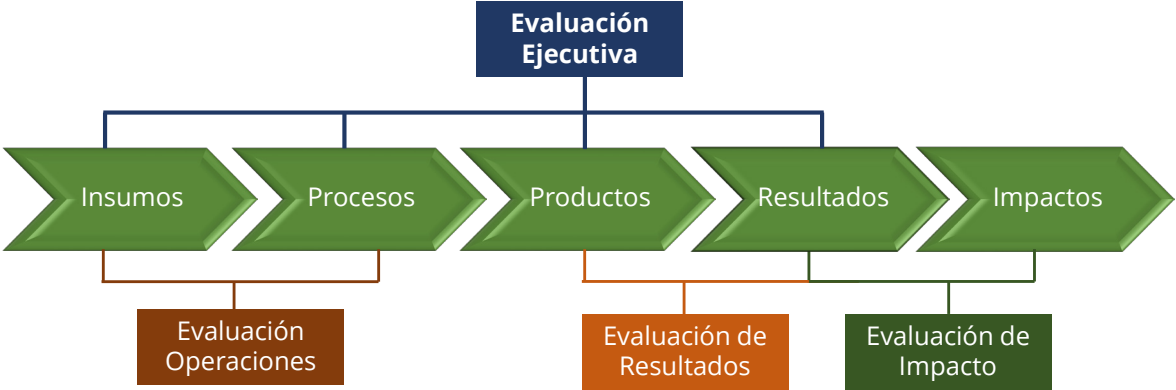 Evaluación
Ejecutiva
Insumos
Procesos
Productos
Resultados
Impactos
Evaluación
Operaciones
Evaluación de
Resultados
Evaluación de
Impacto